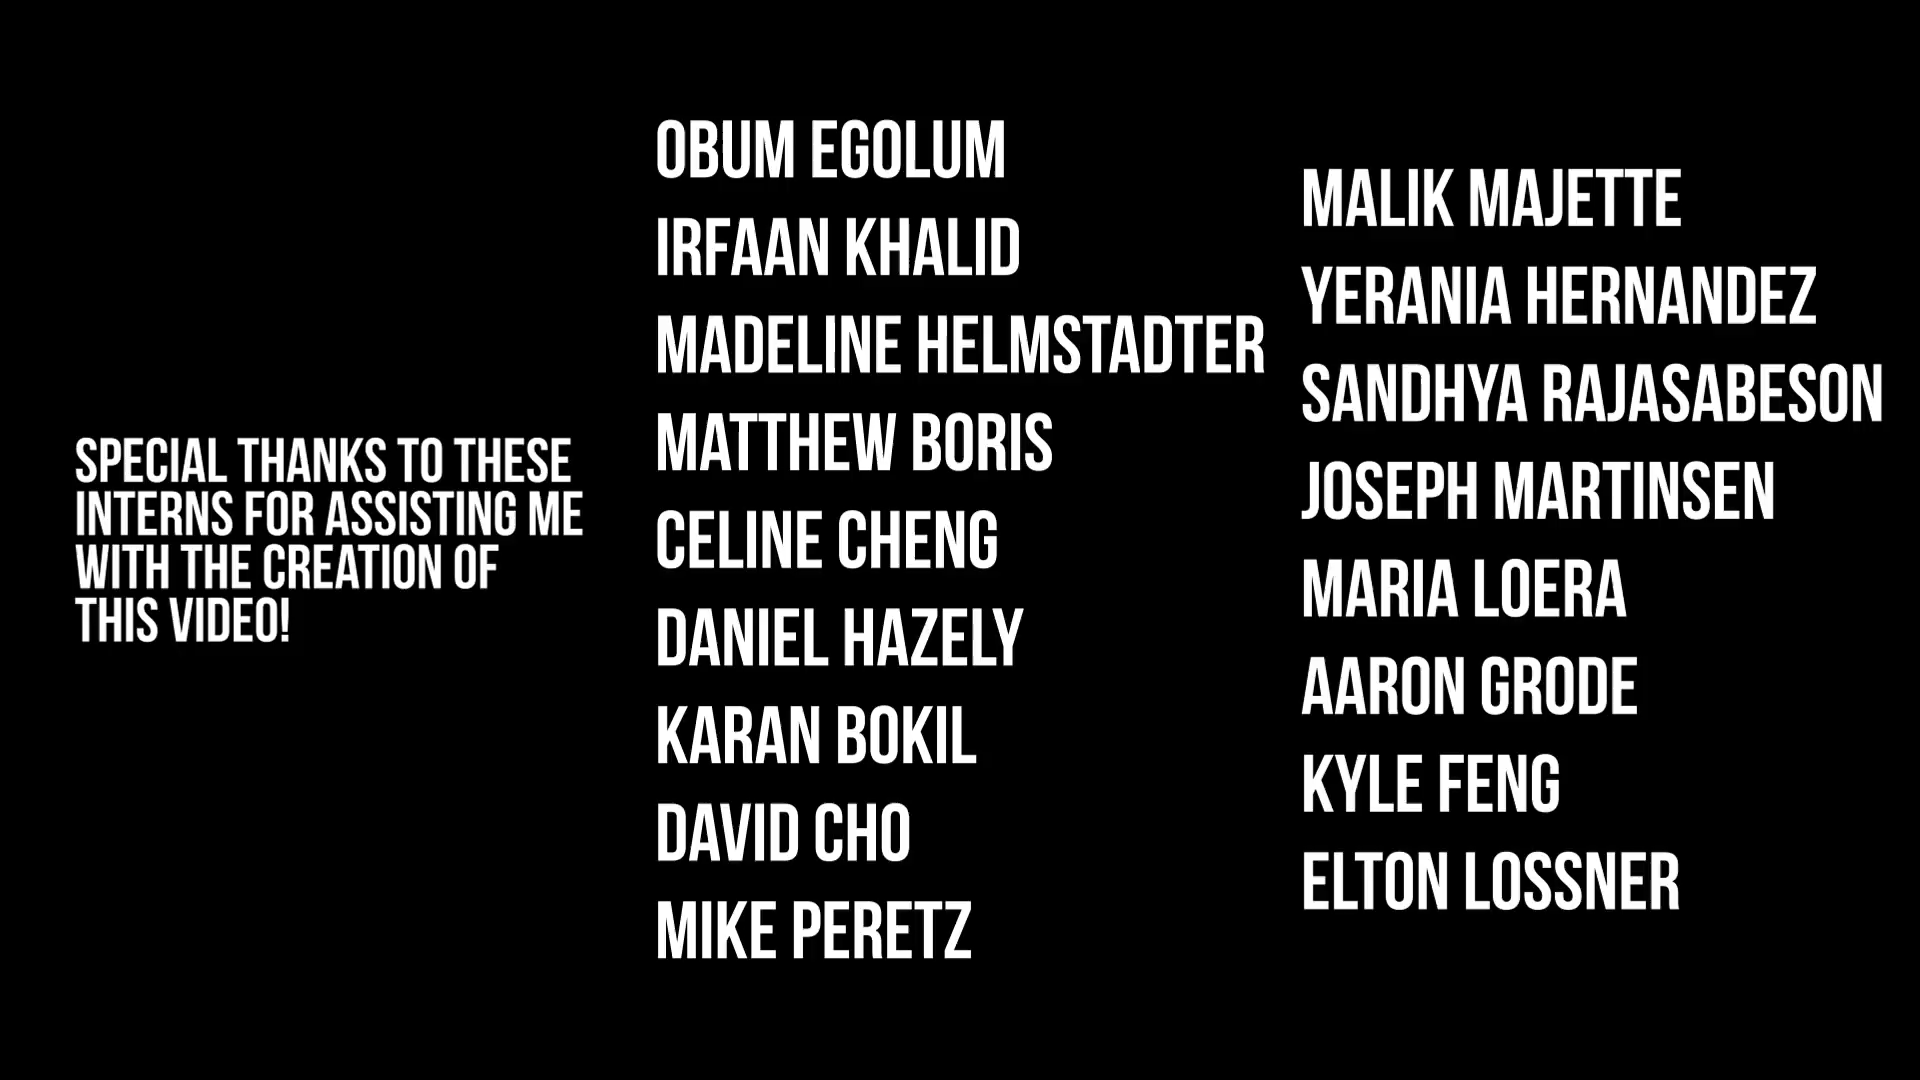 SPECIAL THANKS TO THESE
INTERNS FOR ASSISTING ME
WITH THE CREATION OF
THIS VIDEO!
OBUM EGOLUM
IRFAAN KHALID
MADELINE HELMSTADTER
MATTHEW BORIS
CELINE CHENG
DANIEL HAZELY
KARAN BOKIL
DAVID CHO
MIKE PERETZ
MALIK MAJETTE
YERANIA HERNANDEZ
SANDHYA RAJASABESON
JOSEPH MARTINSEN
MARIA LOERA
AARON GRODE
KYLE FENG
ELTON LOSSNER